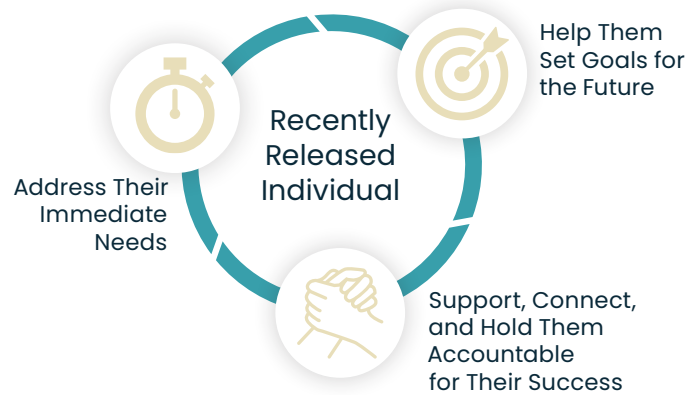 Help Them
Set Goals for
the Future
Recently
Released
Individual
Address Their
Immediate
Needs
Support, Connect,
and Hold Them
Accountable
for Their Success